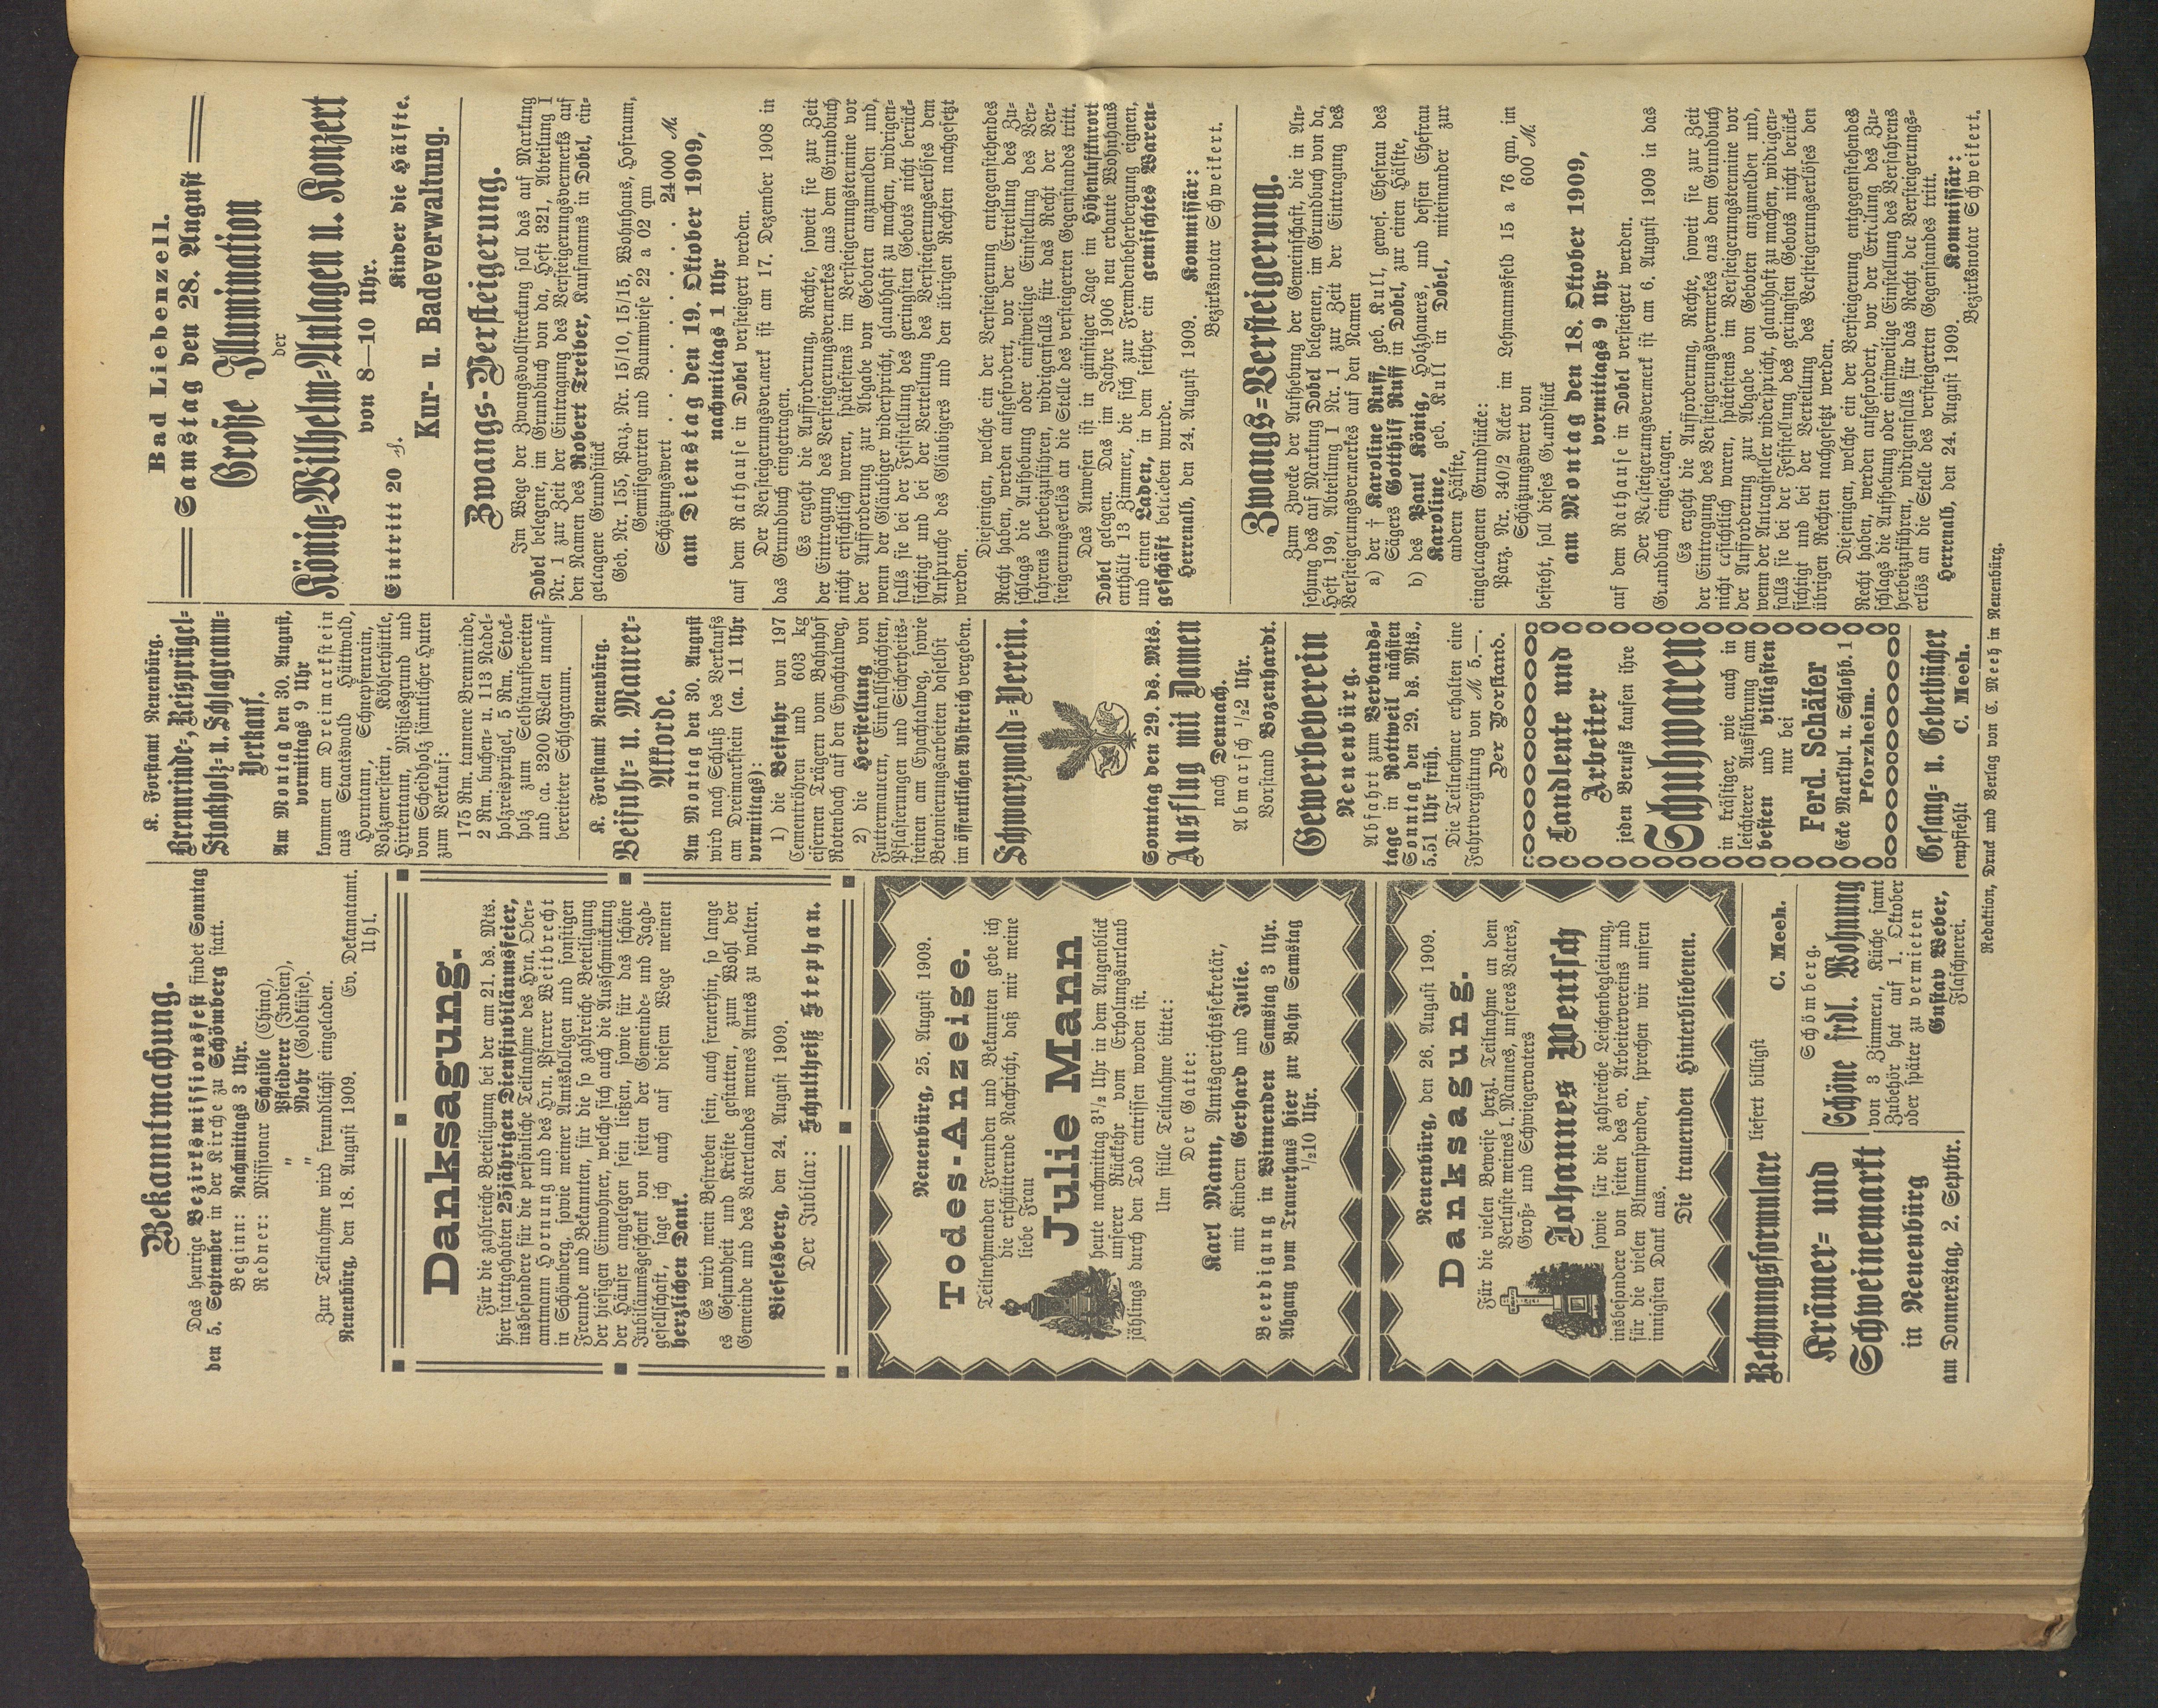 Bekanntmachung.
Das heurige Bezirksmissionsfest findet Sonntag
den 5. September in der Kirche zu Schömberg statt.
Beginn: Nachmittags 3 Uhr.
Redner: Missionar Schaible (China),
" Pfleiderer (Indien),
" Mohr (Goldküste).
Zur Teilnahme wird freundlichst eingeladen.
Neuenbürg, den 18. August 1909. Ev. Dekanatamt.
Uhl.
Danksagung.
Für die zahlreiche Beteiligung bei der am 21. ds. Mts.
hier stattgehabten 25jährigen Dienstjubiläumsfeier,
insbesondere für die persönliche Teilnahme des Hrn. Ober-
amtmann Hornung und des Hrn. Pfarrer Weitbrecht
in Schömberg, sowie meiner Amtskollegen und sonstigen
Freunde und Bekannten, für die so zahlreiche Beteiligung
der hiesigen Einwohner, welche sich auch die Ausschmückung
der Häuser angelegen sein ließen, sowie für das schöne
Jubiläumsgeschenk von seiten der Gemeinde- und Jagd-
gesellschaft, sage ich auch auf diesem Wege meinen
herzlichen Dank.
Es wird mein Bestreben sein, auch fernerhin, so lange
es Gesundheit und Kräfte gestatten, zum Wohl der
Gemeinde und des Vaterlandes meines Amtes zu walten.
Bieselsberg, den 24. August 1909.
Der Jubilar: Schultheiß Stephan.
Neuenbürg, 25. August 1909.
Todes-Anzeige.
Teilnehmenden Freunden und Bekannten gebe ich
die erschütternde Nachricht, daß mir meine
liebe Frau
Julie Mann
heute nachmittag 3½ Uhr in dem Augenblick
unserer Rückkehr vom Erholungsurlaub
jählings durch den Tod entrissen worden ist.
Um stille Teilnahme bittet:
Der Gatte:
Karl Mann, Amtsgerichtssekretär,
mit Kindern Gerhard und Julie.
Beerdigung in Winnenden Samstag 3 Uhr.
Abgang vom Trauerhaus hier zur Bahn Samstag
½10 Uhr.
Neuenbürg, den 26. August 1909.
Danksagung.
Für die vielen Beweise herzl. Teilnahme an dem
Verluste meines l. Mannes, unseres Vaters,
Groß- und Schwiegervaters
Johannes Wentsch
sowie für die zahlreiche Leichenbegleitung,
insbesondere von seiten des ev. Arbeitervereins und
für die vielen Blumenspenden, sprechen wir unsern
innigsten Dank aus.
Die trauernden Hinterbliebenen.
Rechnungsformulare liefert billigst C. Meeh.
Krämer- und
Schweinemarkt
in Neuenbürg
am Donnerstag, 2. Septbr.
Schömberg.
Schöne frdl. Wohnung
von 3 Zimmern, Küche samt
Zubehör hat auf 1. Oktober
oder später zu vermieten
Gustav Weber,
Flaschnerei.
K. Forstamt Neuenbürg.
Brennrinde-, Reisprügel-
Stockholz- u. Schlagraum-
Verkauf.
Am Montag den 30. August,
vormittags 9 Uhr
kommen am Dreimarkstein
aus Staatswald Hüttwald,
Horntann, Schnepfenrain,
Volzemerstein, Köhlerhüttle,
Hirtentann, Mißlesgrund und
vom Scheidholz sämtlicher Huten
zum Verkauf:
175 Rm. tannene Brennrinde,
2 Rm. buchen- u. 113 Nadel-
holzreisprügel, 5 Rm. Stock-
holz zum Selbstaufbereiten
und ca. 3200 Wellen unauf-
bereiteter Schlagraum.
K. Forstamt Neuenbürg.
Beifuhr- u. Maurer-
Akkorde.
Am Montag den 30. August
wird nach Schluß des Verkaufs
am Dreimarkstein (ca. 11 Uhr
vormittags):
1) die Beifuhr von 197
Cementröhren und 603 kg
eisernen Trägern vom Bahnhof
Rotenbach auf den Eyachtalweg,
2) die Herstellung von
Futtermauern, Einfallschächten,
Pflasterungen und Sicherheits-
steinen am Eyachtalweg, sowie
Betonierungsarbeiten daselbst
im öffentlichen Abstreich vergeben.
Schwarzwald-Verein.
Sonntag den 29. ds. Mts.
Ausflug mit Damen
nach Dennach.
Abmarsch ½2 Uhr.
Vorstand Bozenhardt.
Gewerbeverein
Neuenbürg.
Abfahrt zum Verbands-
tage in Rottweil nächsten
Sonntag den 29. ds. Mts.,
5.51 Uhr früh.
Die Teilnehmer erhalten eine
Fahrtvergütung von M 5.—.
Der Vorstand.
Landleute und
Arbeiter
jeden Berufs kaufen ihre
Schuhwaren
in kräftiger, wie auch in
leichterer Ausführung am
besten und billigsten
nur bei
Ferd. Schäfer
Ecke Marktpl. u. Schloßb. 1
Pforzheim.
Gesang- u. Gebetbücher
empfiehlt C. Meeh.
Bad Liebenzell.
Samstag den 28. August
Große Illumination
der
König-Wilhelm-Anlagen u. Konzert
von 8—10 Uhr.
Eintritt 20 ₰. Kinder die Hälfte.
Kur- u. Badeverwaltung.
Zwangs-Versteigerung.
Im Wege der Zwangsvollstreckung soll das auf Markung
Dobel belegene, im Grundbuch von da, Heft 321, Abteilung I
Nr. 1 zur Zeit der Eintragung des Versteigerungsvermerks auf
den Namen des Robert Treiber, Kaufmanns in Dobel, ein-
getragene Grundstück
Geb. Nr. 155, Parz. Nr. 15/10, 15/15, Wohnhaus, Hofraum,
Gemüsegarten und Baumwiese 22 a 02 qm
Schätzungswert . . . . . . . . 24000 M.
am Dienstag den 19. Oktober 1909,
nachmittags 1 Uhr
auf dem Rathause in Dobel versteigert werden.
Der Versteigerungsvermerk ist am 17. Dezember 1908 in
das Grundbuch eingetragen.
Es ergeht die Aufforderung, Rechte, soweit sie zur Zeit
der Eintragung des Versteigerungsvermerkes aus dem Grundbuch
nicht ersichtlich waren, spätestens im Versteigerungstermine vor
der Aufforderung zur Abgabe von Geboten anzumelden und,
wenn der Gläubiger widerspricht, glaubhaft zu machen, widrigen-
falls sie bei der Feststellung des geringsten Gebots nicht berück-
sichtigt und bei der Verteilung des Versteigerungserlöses dem
Anspruche des Gläubigers und den übrigen Rechten nachgesetzt
werden.
Diejenigen, welche ein der Versteigerung entgegenstehendes
Recht haben, werden aufgefordert, vor der Erteilung des Zu-
schlags die Aufhebung oder einstweilige Einstellung des Ver-
fahrens herbeizuführen, widrigenfalls für das Recht der Ver-
steigerungserlös an die Stelle des versteigerten Gegenstandes tritt.
Das Anwesen ist in günstiger Lage im Höhenluftkurort
Dobel gelegen. Das im Jahre 1906 neu erbaute Wohnhaus
enthält 13 Zimmer, die sich zur Fremdenbeherbergung eignen,
und einen Laden, in dem seither ein gemischtes Waren-
geschäft betrieben wurde.
Herrenalb, den 24. August 1909. Kommissär:
Bezirksnotar Schweikert.
Zwangs-Versteigerung.
Zum Zwecke der Aufhebung der Gemeinschaft, die in An-
sehung des auf Markung Dobel belegenen, im Grundbuch von da,
Heft 199, Abteilung I Nr. 1 zur Zeit der Eintragung des
Versteigerungsvermerkes auf den Namen
a) der † Karoline Ruff, geb. Kull, gewes. Ehefrau des
Sägers Gotthilf Ruff in Dobel, zur einen Hälfte,
b) des Paul König, Holzhauers, und dessen Ehefrau
Karoline, geb. Kull in Dobel, miteinander zur
andern Hälfte,
eingetragenen Grundstücke:
Parz. Nr. 340/2 Acker im Lehmannsfeld 15 a 76 qm, im
Schätzungswert von 600 M.
besteht, soll dieses Grundstück
am Montag den 18. Oktober 1909,
vormittags 9 Uhr
auf dem Rathause in Dobel versteigert werden.
Der Versteigerungsvermerk ist am 6. August 1909 in das
Grundbuch eingetragen.
Es ergeht die Aufforderung, Rechte, soweit sie zur Zeit
der Eintragung des Versteigerungsvermerkes aus dem Grundbuch
nicht ersichtlich waren, spätestens im Versteigerungstermine vor
der Aufforderung zur Abgabe von Geboten anzumelden und,
wenn der Antragsteller widerspricht, glaubhaft zu machen, widrigen-
falls sie bei der Feststellung des geringsten Gebots nicht berück-
sichtigt und bei der Verteilung des Versteigerungserlöses den
übrigen Rechten nachgesetzt werden.
Diejenigen, welche ein der Versteigerung entgegenstehendes
Recht haben, werden aufgefordert, vor der Erteilung des Zu-
schlags die Aufhebung oder einstweilige Einstellung des Verfahrens
herbeizuführen, widrigenfalls für das Recht der Versteigerungs-
erlös an die Stelle des versteigerten Gegenstandes tritt.
Herrenalb, den 24. August 1909. Kommissär:
Bezirksnotar Schweikert.
Redaktion, Druck und Verlag von C. Meeh in Neuenbürg.